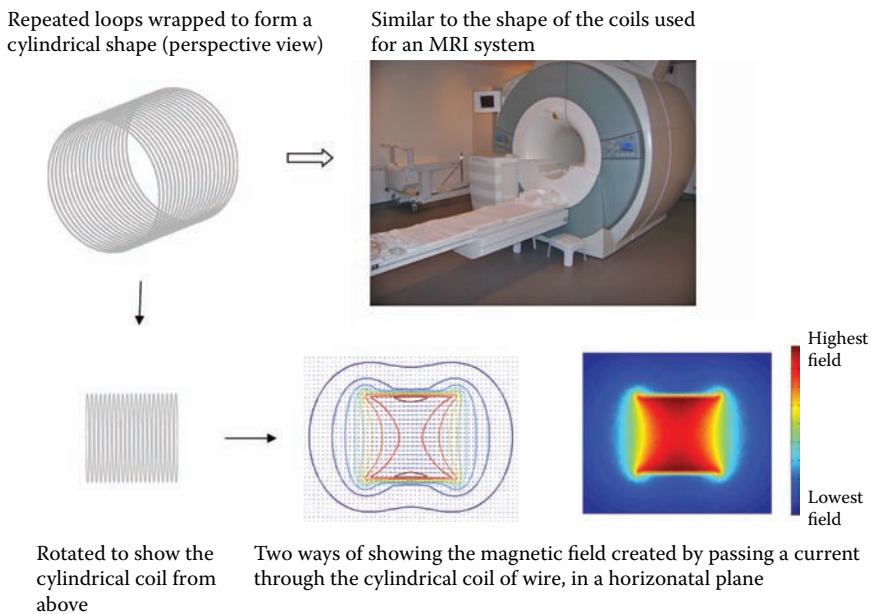 Repeated loops wrapped to form a
cylindrical shape (perspective view)
Similar to the shape of the coils used
for an MRI system
Highest
field
Lowest
field
Rotated to show the
cylindrical coil from
above
Two ways of showing the magnetic field created by passing a current
through the cylindrical coil of wire, in a horizonatal plane